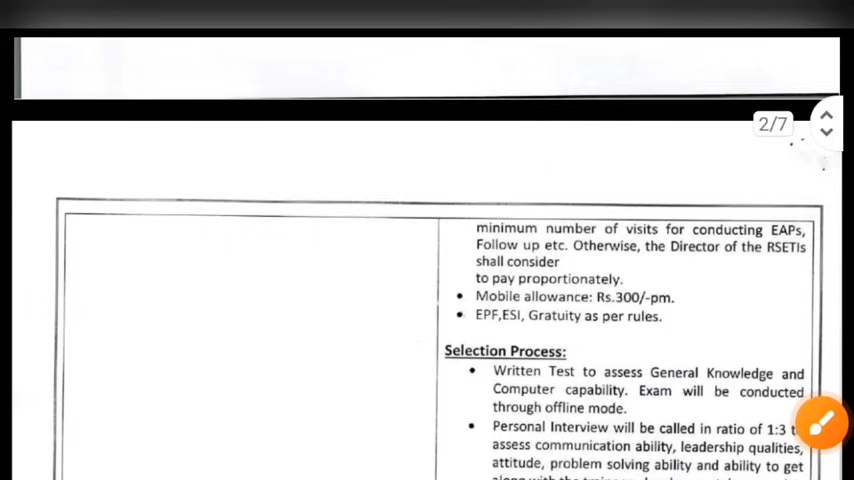 2/7
minimum number of visits for conducting EAPs,
Follow up etc. Otherwise, the Director of the RSETIs
shall consider
to pay proportionately.
• Mobile allowance: Rs.300/-pm.
• EPF,ESI, Gratuity as per rules.
Selection Process:
• Written Test to assess General Knowledge and
Computer capability. Exam will be conducted
through offline mode.
• Personal Interview will be called in ratio of 1:3
assess communication ability, leadership qualities,
attitude, problem solving ability and ability to get